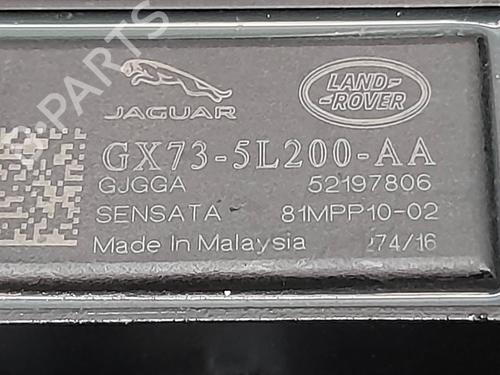 B-PARTS
JAGUAR
LAND-
-ROVER
GX73-5L200-AA
GJGGA 52197806
SENSATA 81MPP10-02
Made In Malaysia 274/16